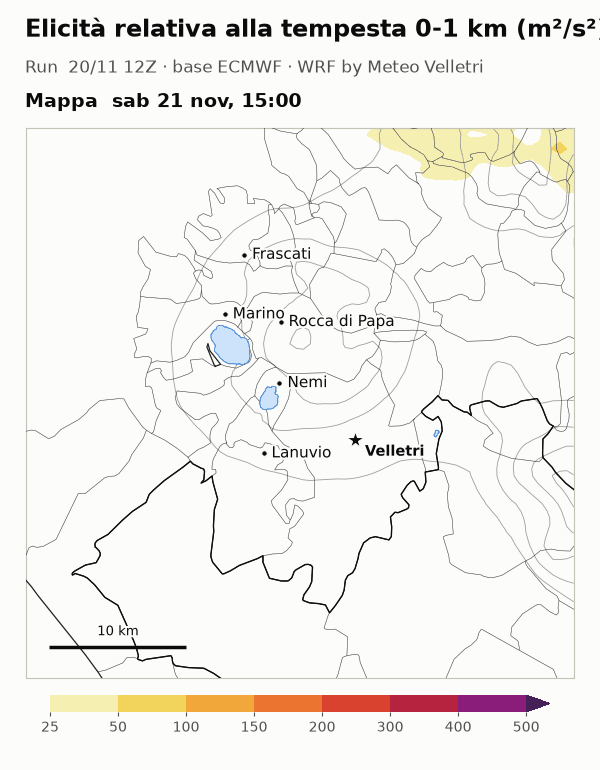 Elicità relativa alla tempesta 0-1 km (m²/s²)
Run  20/11 12Z · base ECMWF · WRF by Meteo Velletri
Mappa  sab 21 nov, 15:00
Frascati
Marino
Rocca di Papa
Nemi
Velletri
Lanuvio
10 km
25 50 100 150 200 300 400 500